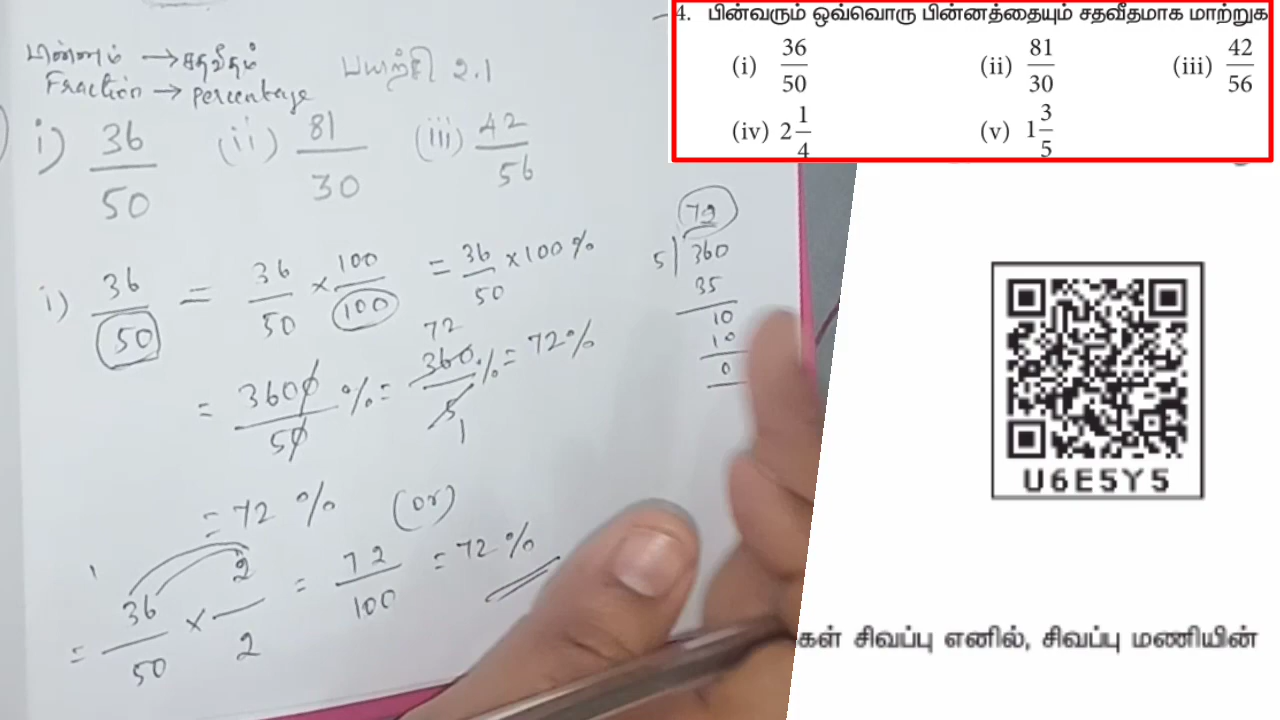 4. பின்வரும் ஒவ்வொரு பின்னத்தையும் சதவீதமாக மாற்றுக
(i) 36/50 (ii) 81/30 (iii) 42/56
(iv) 2 1/4 (v) 1 3/5
பின்னம் → சதவீதம்
Fraction → percentage
பயிற்சி 2.1
i) 36/50 (ii) 81/30 (iii) 42/56
i) 36/50 = 36/50 × 100/100 = 36/50 × 100%
= 3600/50 % = 360/5 % = 72%
72
1
= 72 % (or)
= 36/50 × 2/2 = 72/100 = 72 %
72
5 360
35
10
10
0
U6E5Y5
கள் சிவப்பு எனில், சிவப்பு மணியின்